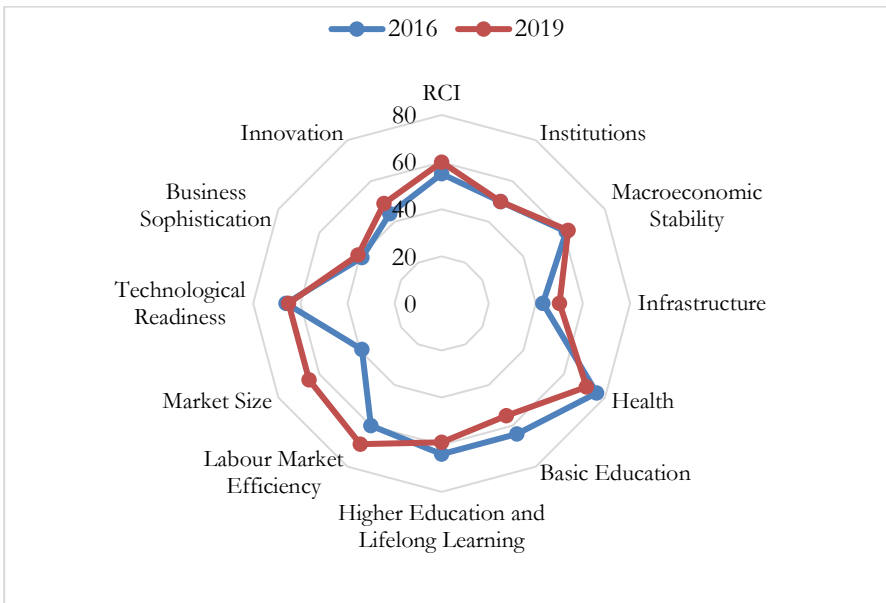 2016 2019
RCI
80
60
40
20
0
Institutions
Macroeconomic
Stability
Infrastructure
Health
Basic Education
Higher Education and
Lifelong Learning
Labour Market
Efficiency
Market Size
Technological
Readiness
Business
Sophistication
Innovation